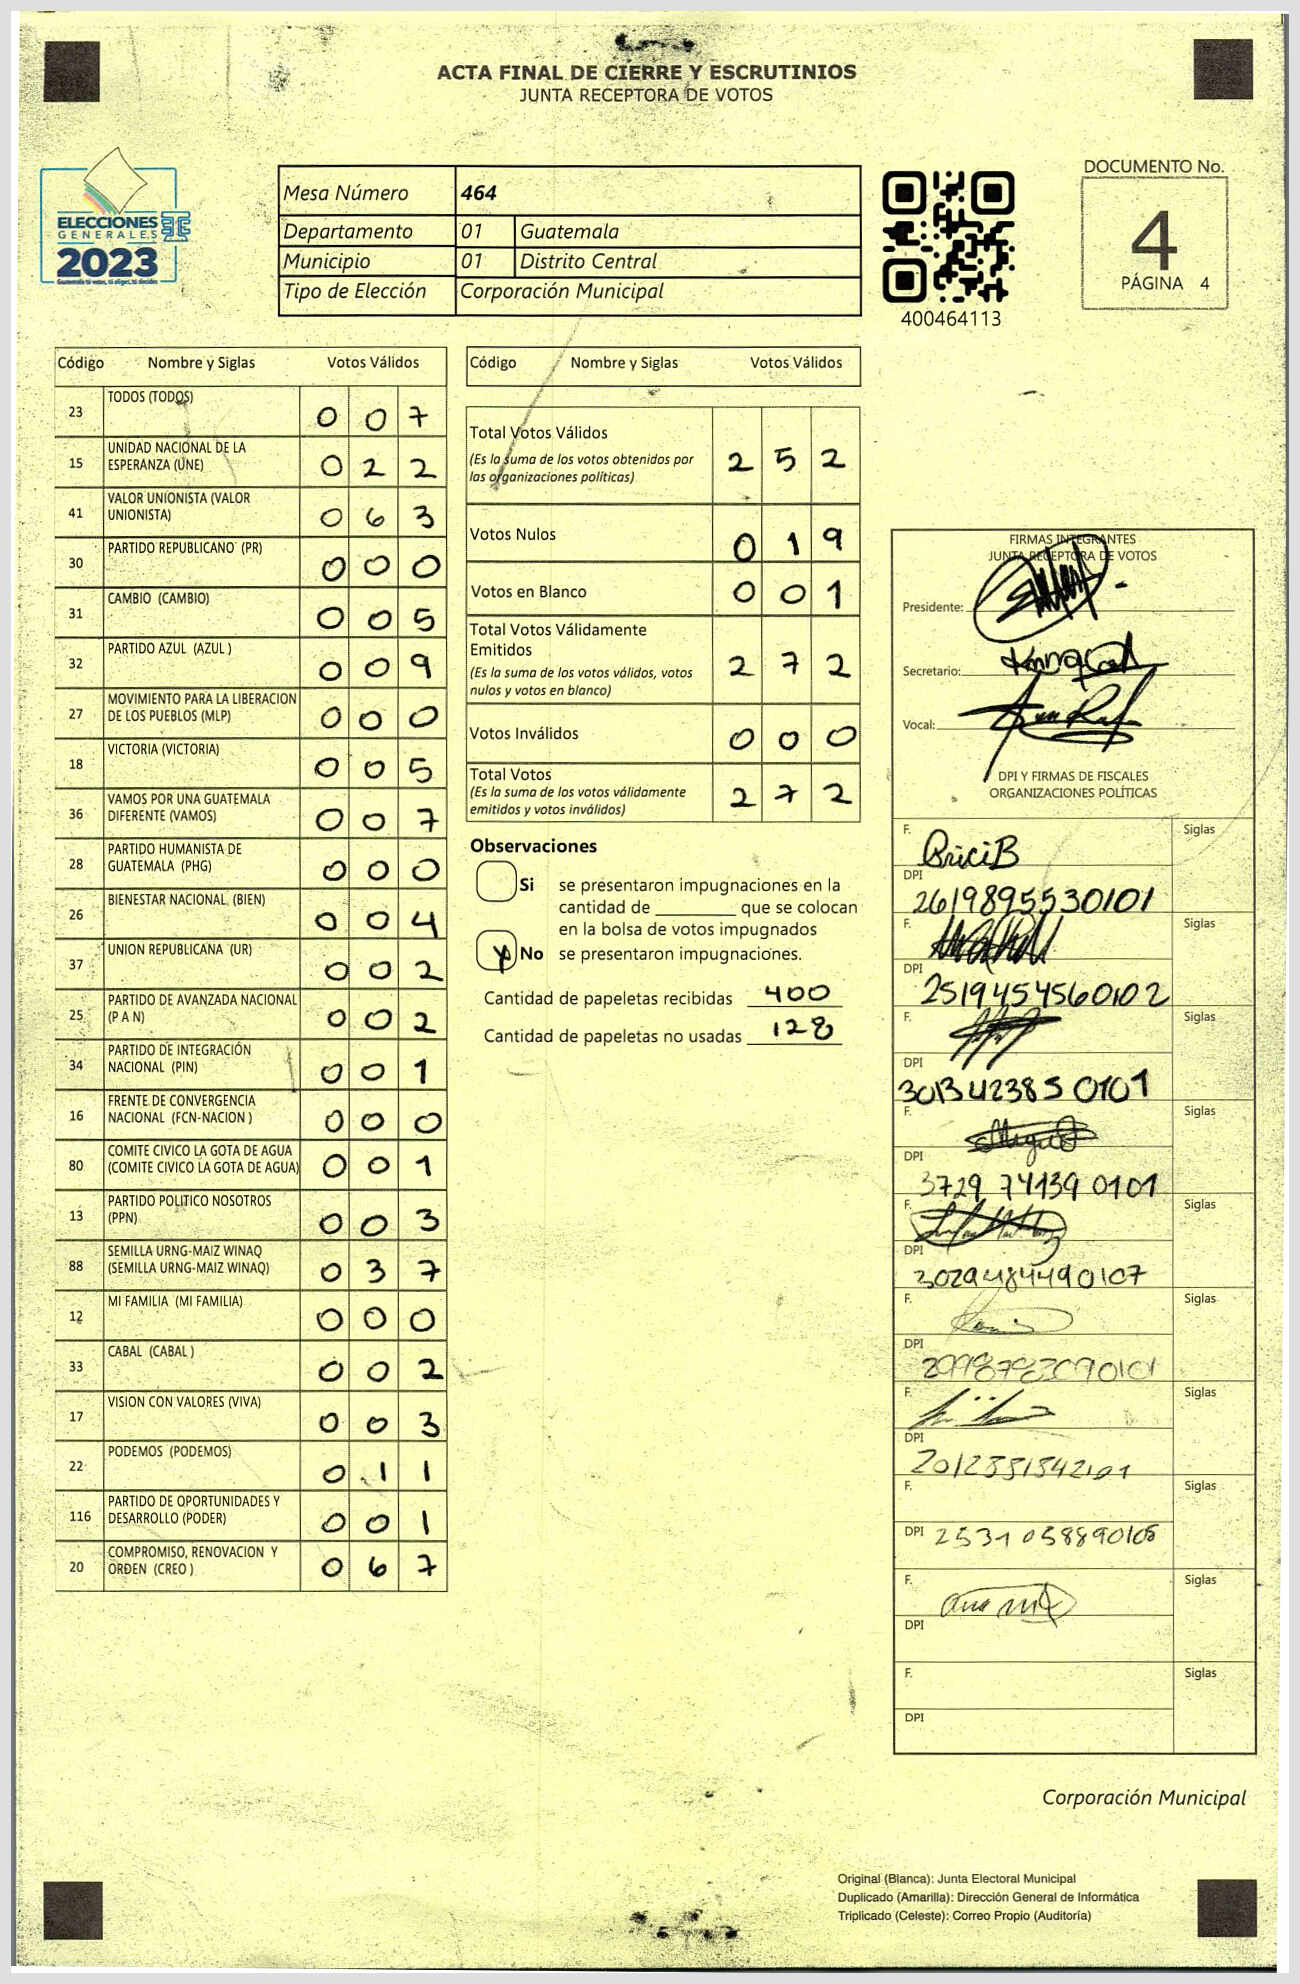 ACTA FINAL DE CIERRE Y ESCRUTINIOS
JUNTA RECEPTORA DE VOTOS
ELECCIONES
GENERALES
2023
Mesa Número 464
Departamento 01 Guatemala
Municipio 01 Distrito Central
Tipo de Elección Corporación Municipal
400464113
DOCUMENTO No.
4
PÁGINA 4
Código Nombre y Siglas Votos Válidos
23 TODOS (TODOS) 0 0 7
15 UNIDAD NACIONAL DE LA
ESPERANZA (UNE) 0 2 2
41 VALOR UNIONISTA (VALOR
UNIONISTA) 0 6 3
30 PARTIDO REPUBLICANO (PR) 0 0 0
31 CAMBIO (CAMBIO) 0 0 5
32 PARTIDO AZUL (AZUL ) 0 0 9
27 MOVIMIENTO PARA LA LIBERACION
DE LOS PUEBLOS (MLP) 0 0 0
18 VICTORIA (VICTORIA) 0 0 5
36 VAMOS POR UNA GUATEMALA
DIFERENTE (VAMOS) 0 0 7
28 PARTIDO HUMANISTA DE
GUATEMALA (PHG) 0 0 0
26 BIENESTAR NACIONAL (BIEN) 0 0 4
37 UNION REPUBLICANA (UR) 0 0 2
25 PARTIDO DE AVANZADA NACIONAL
(P A N) 0 0 2
34 PARTIDO DE INTEGRACIÓN
NACIONAL (PIN) 0 0 1
16 FRENTE DE CONVERGENCIA
NACIONAL (FCN-NACION ) 0 0 0
80 COMITE CIVICO LA GOTA DE AGUA
(COMITE CIVICO LA GOTA DE AGUA) 0 0 1
13 PARTIDO POLITICO NOSOTROS
(PPN) 0 0 3
88 SEMILLA URNG-MAIZ WINAQ
(SEMILLA URNG-MAIZ WINAQ) 0 3 7
12 MI FAMILIA (MI FAMILIA) 0 0 0
33 CABAL (CABAL ) 0 0 2
17 VISION CON VALORES (VIVA) 0 0 3
22 PODEMOS (PODEMOS) 0 1 1
116 PARTIDO DE OPORTUNIDADES Y
DESARROLLO (PODER) 0 0 1
20 COMPROMISO, RENOVACION Y
ORDEN (CREO ) 0 6 7
Código Nombre y Siglas Votos Válidos
Total Votos Válidos 2 5 2
(Es la suma de los votos obtenidos por
las organizaciones políticas)
Votos Nulos 0 1 9
Votos en Blanco 0 0 1
Total Votos Válidamente
Emitidos 2 7 2
(Es la suma de los votos válidos, votos
nulos y votos en blanco)
Votos Inválidos 0 0 0
Total Votos 2 7 2
(Es la suma de los votos válidamente
emitidos y votos inválidos)
Observaciones
Si se presentaron impugnaciones en la
cantidad de ________ que se colocan
en la bolsa de votos impugnados
No se presentaron impugnaciones.
Cantidad de papeletas recibidas 400
Cantidad de papeletas no usadas 128
FIRMAS INTEGRANTES
JUNTA RECEPTORA DE VOTOS
Presidente:
Secretario:
Vocal:
DPI Y FIRMAS DE FISCALES
ORGANIZACIONES POLÍTICAS
F. Siglas
DPI 2619895530101
F. Siglas
DPI 2519454560102
F. Siglas
DPI 3013423850101
F. Siglas
DPI 3729 74139 0101
F. Siglas
DPI 3029484490107
F. Siglas
DPI
F. Siglas
DPI
F. Siglas
DPI
F. Siglas
DPI
F. Siglas
DPI
Corporación Municipal
Original (Blanca): Junta Electoral Municipal
Duplicado (Amarilla): Dirección General de Informática
Triplicado (Celeste): Correo Propio (Auditoría)